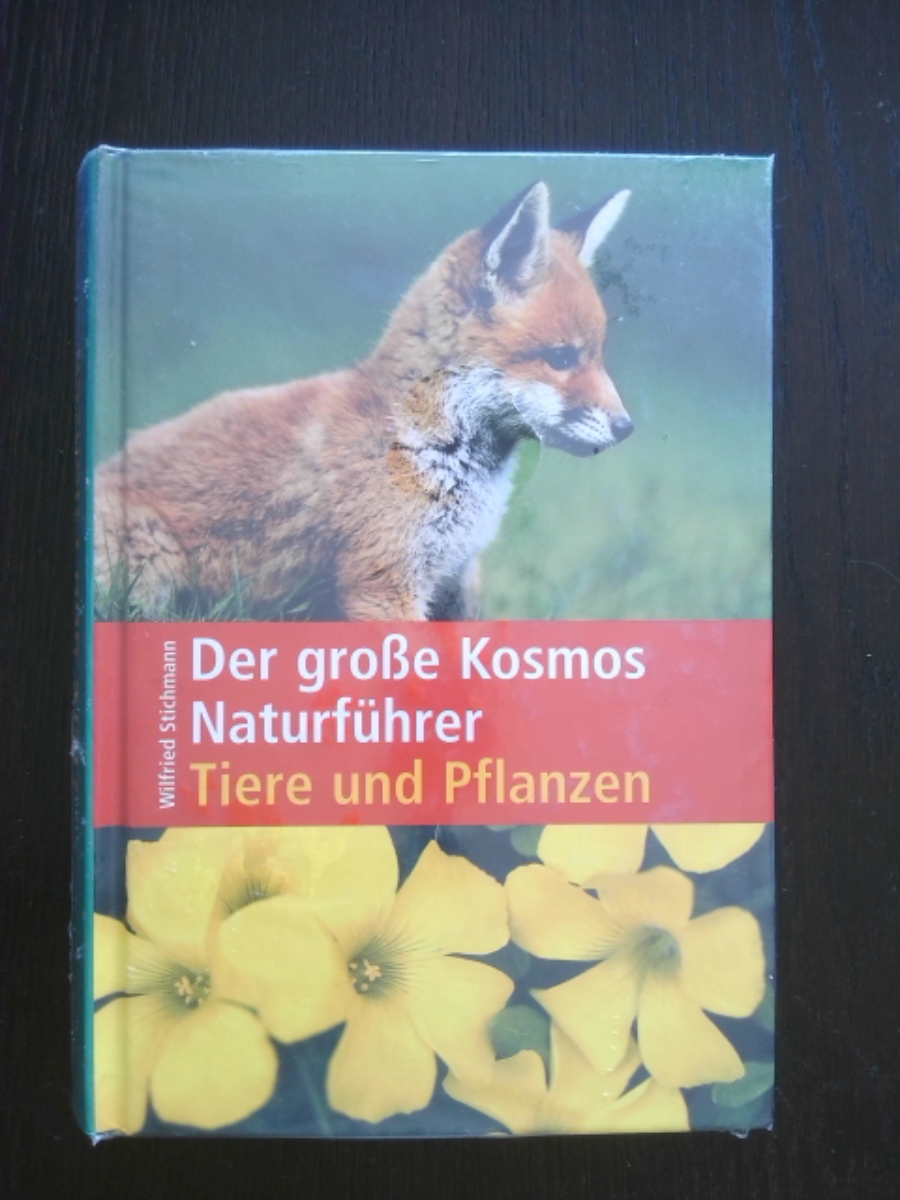 Wilfried Stichmann
Der große Kosmos
Naturführer
Tiere und Pflanzen